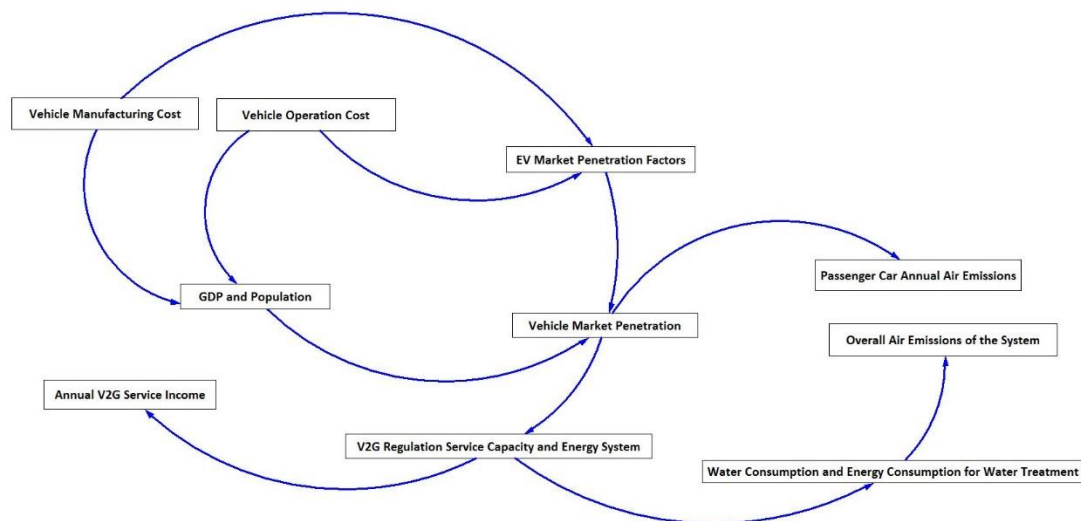 Vehicle Manufacturing Cost
Vehicle Operation Cost
EV Market Penetration Factors
Passenger Car Annual Air Emissions
GDP and Population
Vehicle Market Penetration
Overall Air Emissions of the System
Annual V2G Service Income
V2G Regulation Service Capacity and Energy System
Water Consumption and Energy Consumption for Water Treatment